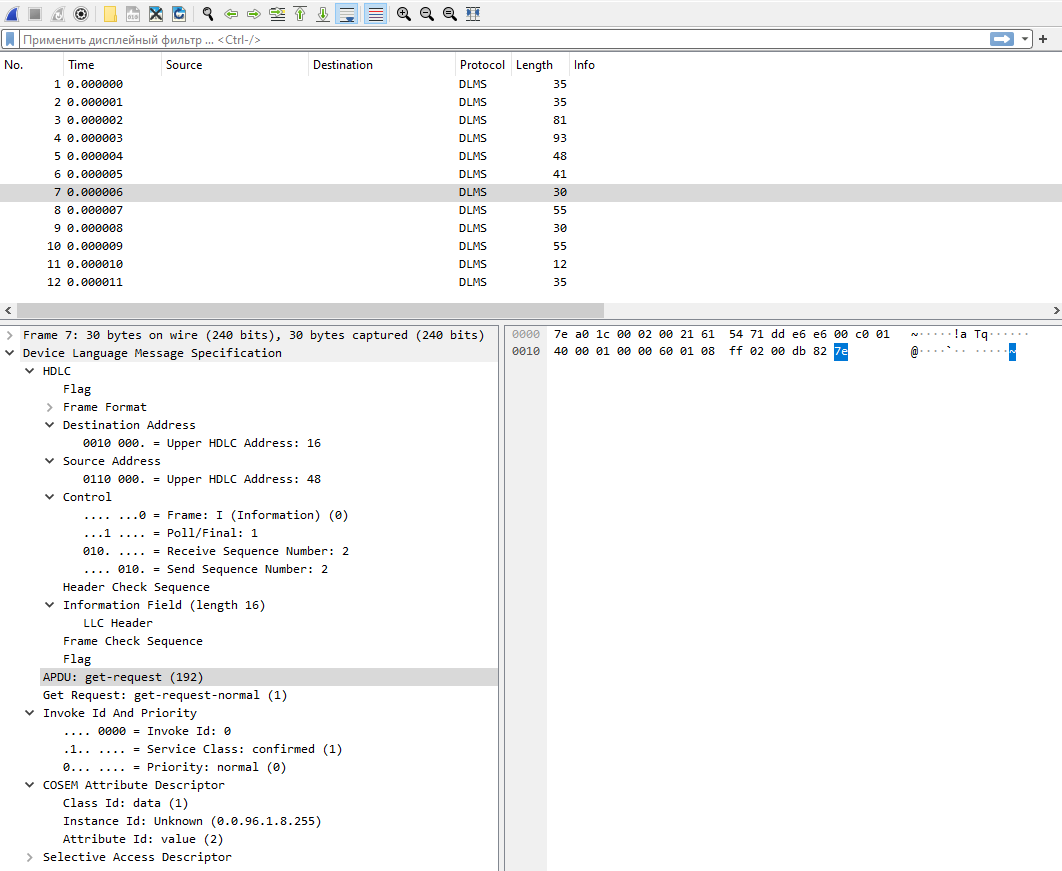 Применить дисплейный фильтр ... <Ctrl-/>
No. Time Source Destination Protocol Length Info
1 0.000000 DLMS 35
2 0.000001 DLMS 35
3 0.000002 DLMS 81
4 0.000003 DLMS 93
5 0.000004 DLMS 48
6 0.000005 DLMS 41
7 0.000006 DLMS 30
8 0.000007 DLMS 55
9 0.000008 DLMS 30
10 0.000009 DLMS 55
11 0.000010 DLMS 12
12 0.000011 DLMS 35
Frame 7: 30 bytes on wire (240 bits), 30 bytes captured (240 bits)
Device Language Message Specification
HDLC
Flag
Frame Format
Destination Address
0010 000. = Upper HDLC Address: 16
Source Address
0110 000. = Upper HDLC Address: 48
Control
.... ...0 = Frame: I (Information) (0)
...1 .... = Poll/Final: 1
010. .... = Receive Sequence Number: 2
.... 010. = Send Sequence Number: 2
Header Check Sequence
Information Field (length 16)
LLC Header
Frame Check Sequence
Flag
APDU: get-request (192)
Get Request: get-request-normal (1)
Invoke Id And Priority
.... 0000 = Invoke Id: 0
.1.. .... = Service Class: confirmed (1)
0... .... = Priority: normal (0)
COSEM Attribute Descriptor
Class Id: data (1)
Instance Id: Unknown (0.0.96.1.8.255)
Attribute Id: value (2)
Selective Access Descriptor
0000 7e a0 1c 00 02 00 21 61 54 71 dd e6 e6 00 c0 01 ~·····!a Tq······
0010 40 00 01 00 00 60 01 08 ff 02 00 db 82 7e @····`·· ·····~